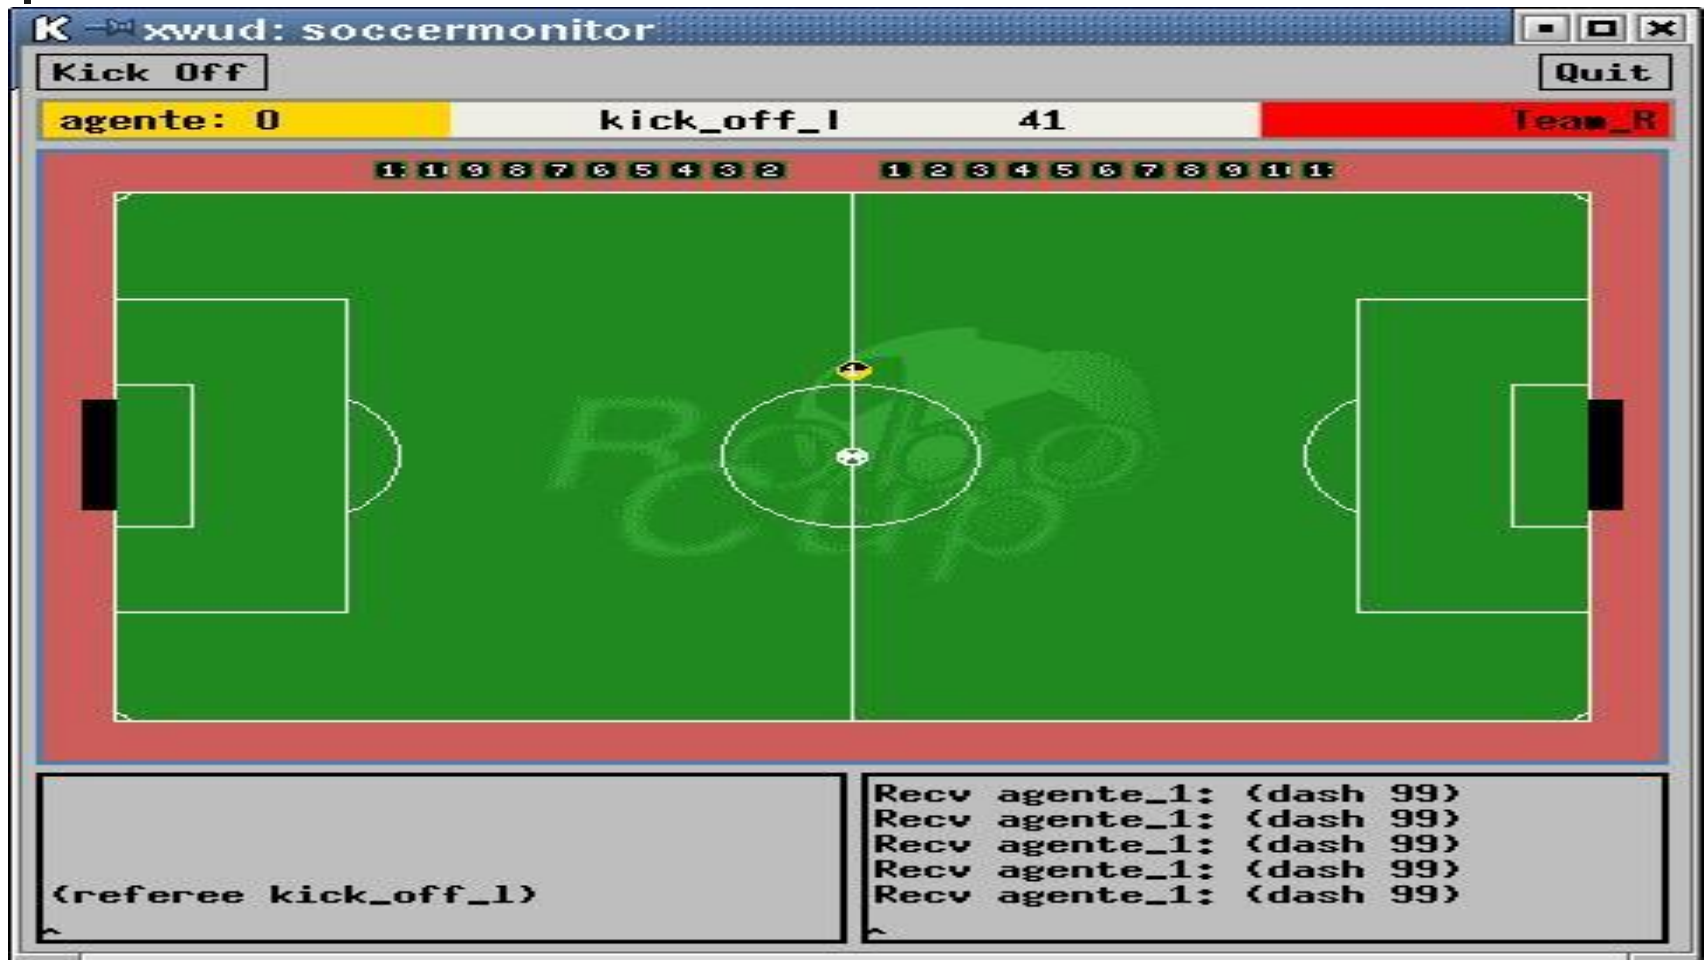 xwud: soccermonitor
Kick Off Quit
agente: 0 kick_off_l 41 Team_R
1 1 9 8 7 6 5 4 3 2 1 2 3 4 5 6 7 8 9 1 1
RoboCup
(referee kick_off_l)
^
Recv agente_1: (dash 99)
Recv agente_1: (dash 99)
Recv agente_1: (dash 99)
Recv agente_1: (dash 99)
Recv agente_1: (dash 99)
^